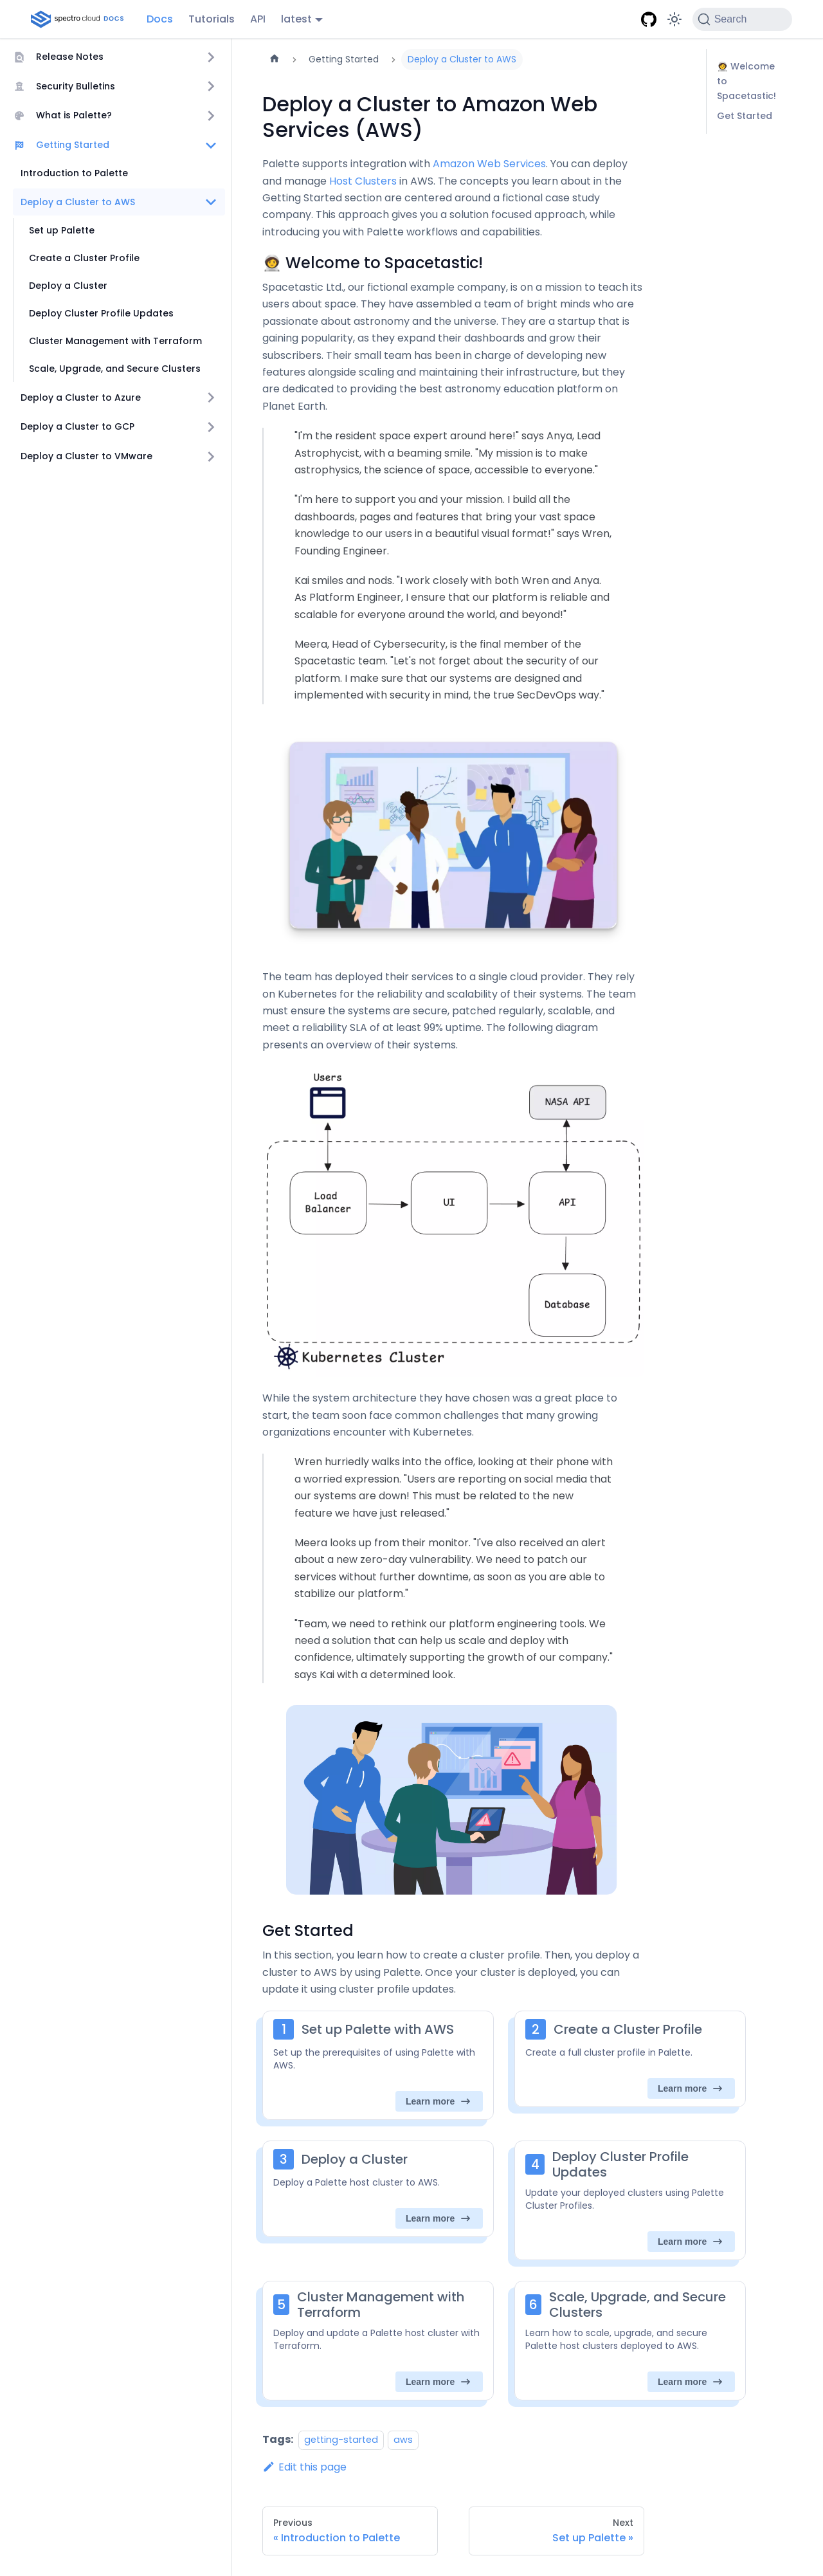 spectro cloud DOCS
Docs
Tutorials
API
latest
Search
Release Notes
Security Bulletins
What is Palette?
Getting Started
Introduction to Palette
Deploy a Cluster to AWS
Set up Palette
Create a Cluster Profile
Deploy a Cluster
Deploy Cluster Profile Updates
Cluster Management with Terraform
Scale, Upgrade, and Secure Clusters
Deploy a Cluster to Azure
Deploy a Cluster to GCP
Deploy a Cluster to VMware
Getting Started
Deploy a Cluster to AWS
Deploy a Cluster to Amazon Web
Services (AWS)
Palette supports integration with Amazon Web Services. You can deploy
and manage Host Clusters in AWS. The concepts you learn about in the
Getting Started section are centered around a fictional case study
company. This approach gives you a solution focused approach, while
introducing you with Palette workflows and capabilities.
🧑‍🚀 Welcome to Spacetastic!
Spacetastic Ltd., our fictional example company, is on a mission to teach its
users about space. They have assembled a team of bright minds who are
passionate about astronomy and the universe. They are a startup that is
gaining popularity, as they expand their dashboards and grow their
subscribers. Their small team has been in charge of developing new
features alongside scaling and maintaining their infrastructure, but they
are dedicated to providing the best astronomy education platform on
Planet Earth.
"I'm the resident space expert around here!" says Anya, Lead
Astrophycist, with a beaming smile. "My mission is to make
astrophysics, the science of space, accessible to everyone."
"I'm here to support you and your mission. I build all the
dashboards, pages and features that bring your vast space
knowledge to our users in a beautiful visual format!" says Wren,
Founding Engineer.
Kai smiles and nods. "I work closely with both Wren and Anya.
As Platform Engineer, I ensure that our platform is reliable and
scalable for everyone around the world, and beyond!"
Meera, Head of Cybersecurity, is the final member of the
Spacetastic team. "Let's not forget about the security of our
platform. I make sure that our systems are designed and
implemented with security in mind, the true SecDevOps way."
The team has deployed their services to a single cloud provider. They rely
on Kubernetes for the reliability and scalability of their systems. The team
must ensure the systems are secure, patched regularly, scalable, and
meet a reliability SLA of at least 99% uptime. The following diagram
presents an overview of their systems.
Users
NASA API
Load
Balancer
UI
API
Database
Kubernetes Cluster
While the system architecture they have chosen was a great place to
start, the team soon face common challenges that many growing
organizations encounter with Kubernetes.
Wren hurriedly walks into the office, looking at their phone with
a worried expression. "Users are reporting on social media that
our systems are down! This must be related to the new
feature we have just released."
Meera looks up from their monitor. "I've also received an alert
about a new zero-day vulnerability. We need to patch our
services without further downtime, as soon as you are able to
stabilize our platform."
"Team, we need to rethink our platform engineering tools. We
need a solution that can help us scale and deploy with
confidence, ultimately supporting the growth of our company."
says Kai with a determined look.
Get Started
In this section, you learn how to create a cluster profile. Then, you deploy a
cluster to AWS by using Palette. Once your cluster is deployed, you can
update it using cluster profile updates.
1 Set up Palette with AWS
Set up the prerequisites of using Palette with
AWS.
Learn more →
2 Create a Cluster Profile
Create a full cluster profile in Palette.
Learn more →
3 Deploy a Cluster
Deploy a Palette host cluster to AWS.
Learn more →
4 Deploy Cluster Profile
Updates
Update your deployed clusters using Palette
Cluster Profiles.
Learn more →
5 Cluster Management with
Terraform
Deploy and update a Palette host cluster with
Terraform.
Learn more →
6 Scale, Upgrade, and Secure
Clusters
Learn how to scale, upgrade, and secure
Palette host clusters deployed to AWS.
Learn more →
Tags: getting-started aws
Edit this page
Previous
« Introduction to Palette
Next
Set up Palette »
🧑‍🚀 Welcome
to
Spacetastic!
Get Started